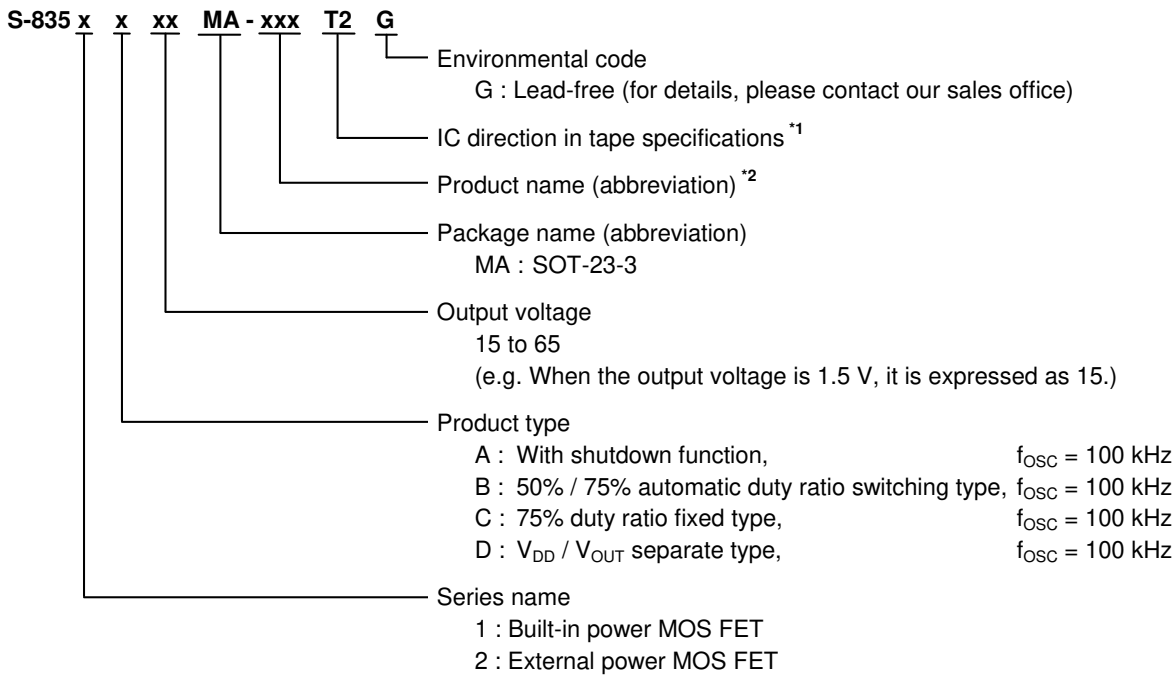 S-835 x x xx MA - xxx T2 G
Environmental code
G : Lead-free (for details, please contact our sales office)
IC direction in tape specifications *1
Product name (abbreviation) *2
Package name (abbreviation)
MA : SOT-23-3
Output voltage
15 to 65
(e.g. When the output voltage is 1.5 V, it is expressed as 15.)
Product type
A : With shutdown function, fOSC = 100 kHz
B : 50% / 75% automatic duty ratio switching type, fOSC = 100 kHz
C : 75% duty ratio fixed type, fOSC = 100 kHz
D : VDD / VOUT separate type, fOSC = 100 kHz
Series name
1 : Built-in power MOS FET
2 : External power MOS FET